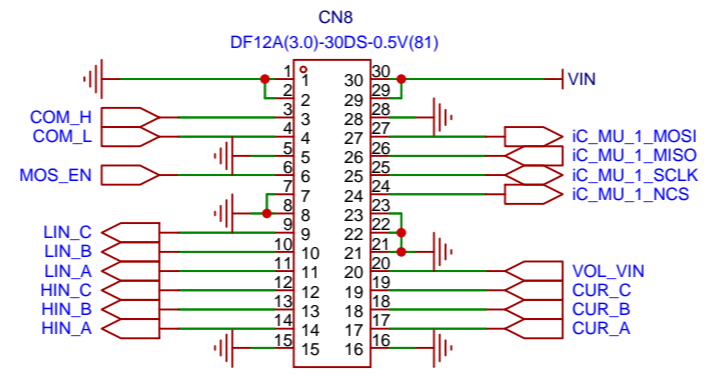 CN8
DF12A(3.0)-30DS-0.5V(81)
1 1 30 30 VIN
2 2 29 29
COM_H 3 3 28 28
COM_L 4 4 27 27 iC_MU_1_MOSI
5 5 26 26 iC_MU_1_MISO
MOS_EN 6 6 25 25 iC_MU_1_SCLK
7 7 24 24 iC_MU_1_NCS
8 8 23 23
LIN_C 9 9 22 22
LIN_B 10 10 21 21
LIN_A 11 11 20 20 VOL_VIN
HIN_C 12 12 19 19 CUR_C
HIN_B 13 13 18 18 CUR_B
HIN_A 14 14 17 17 CUR_A
15 15 16 16